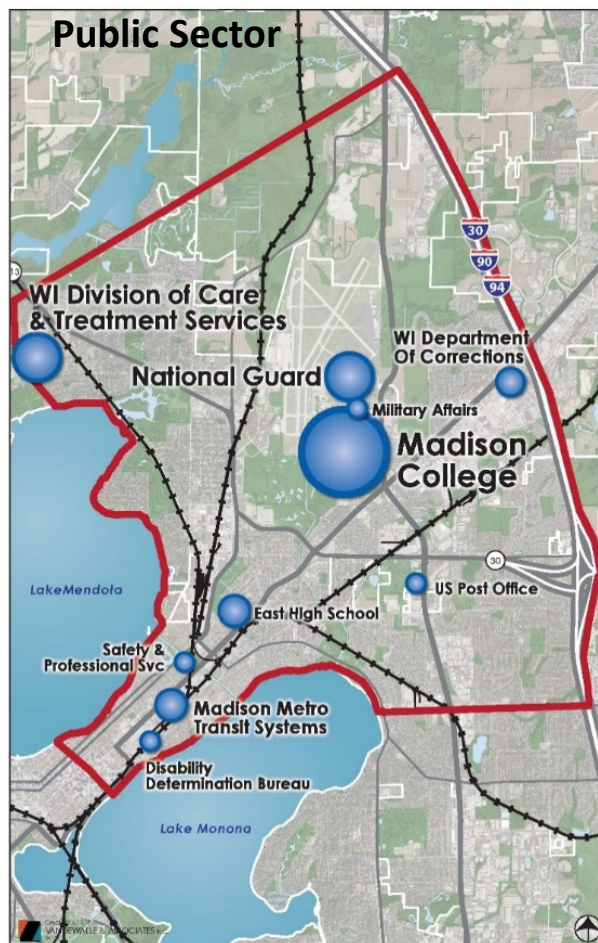 Public Sector
30
90
94
13
WI Division of Care
& Treatment Services
WI Department
Of Corrections
National Guard
Military Affairs
Madison
College
30
US Post Office
LakeMendota
East High School
Safety &
Professional Svc
Madison Metro
Transit Systems
Disability
Determination Bureau
Lake Monona
VANDEWALLE & ASSOCIATES